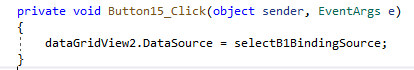 private void Button15_Click(object sender, EventArgs e)
{
dataGridView2.DataSource = selectB1BindingSource;
}